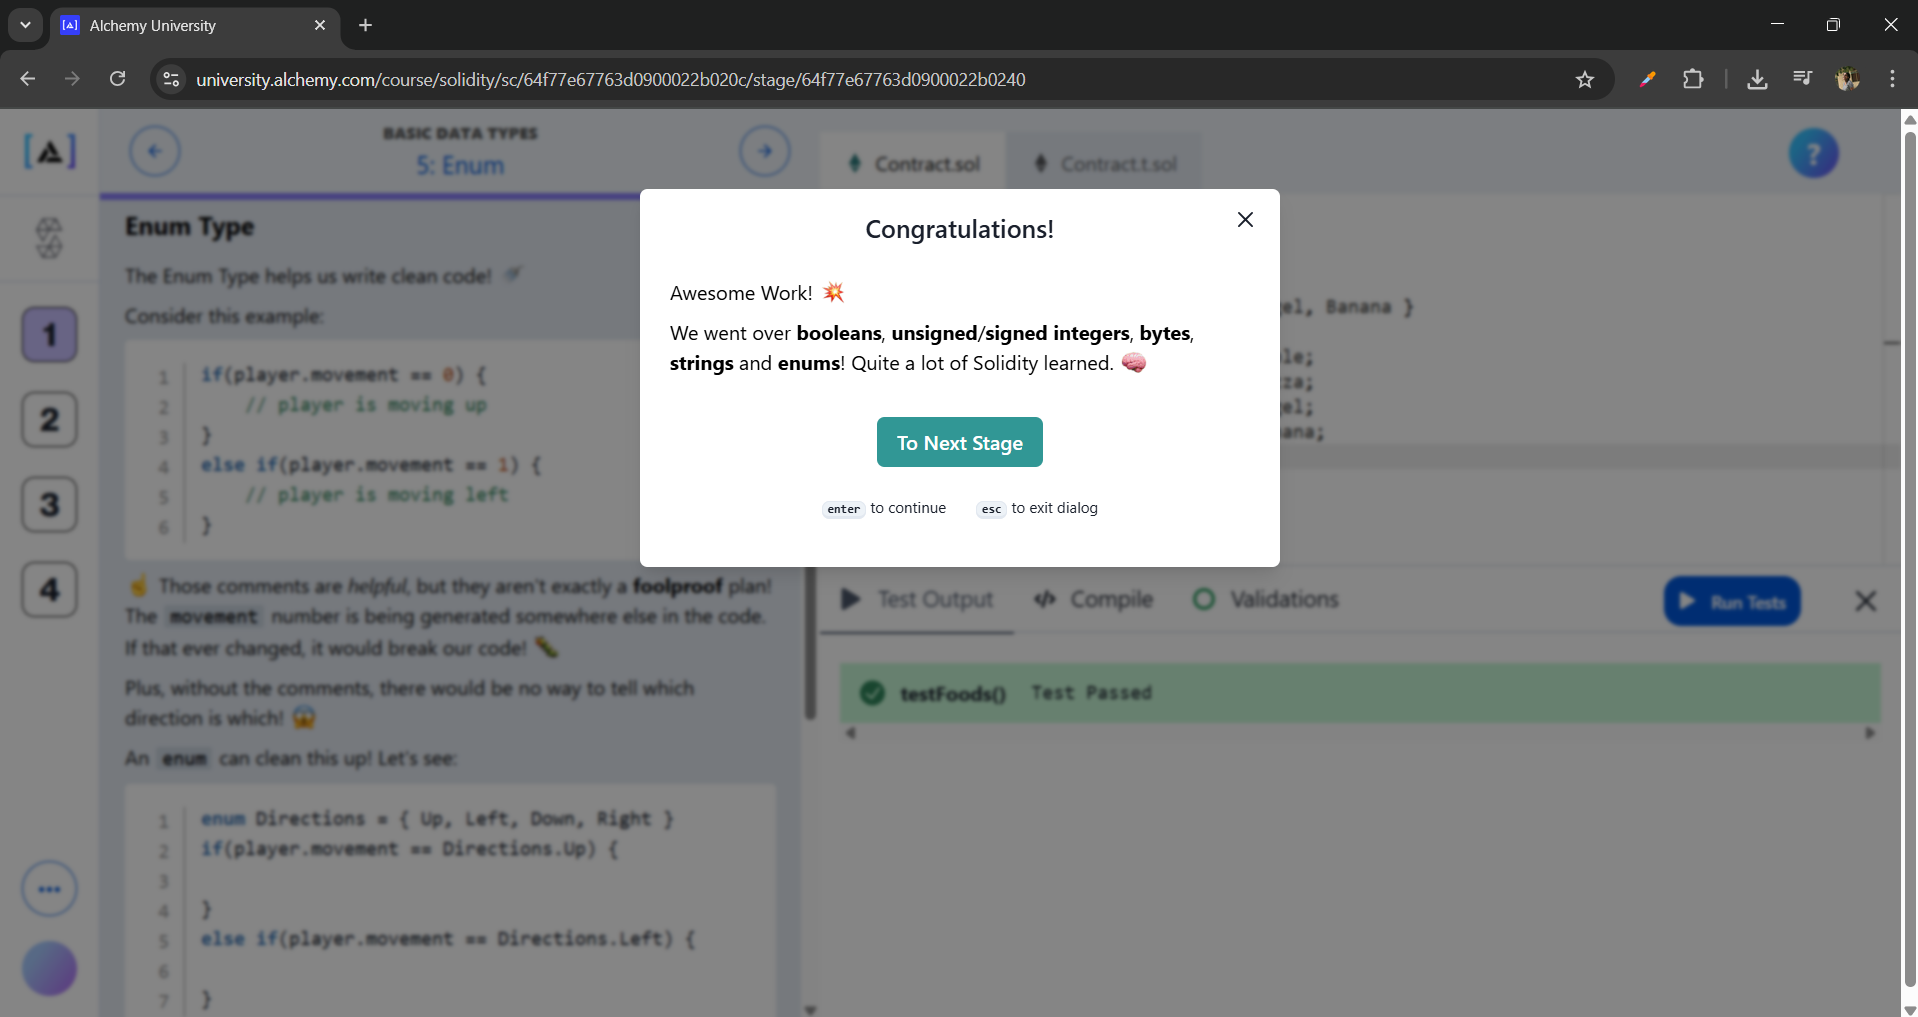 Alchemy University
university.alchemy.com/course/solidity/sc/64f77e67763d0900022b020c/stage/64f77e67763d0900022b0240
BASIC DATA TYPES
5: Enum
Contract.sol
Contract.t.sol
?
1
2
3
4
Enum Type
The Enum Type helps us write clean code!
Consider this example:
1 if(player.movement == 0) {
2 // player is moving up
3 }
4 else if(player.movement == 1) {
5 // player is moving left
6 }
☝️ Those comments are helpful, but they aren't exactly a foolproof plan!
The movement number is being generated somewhere else in the code.
If that ever changed, it would break our code! 🐛
Plus, without the comments, there would be no way to tell which
direction is which! 😱
An enum can clean this up! Let's see:
1 enum Directions = { Up, Left, Down, Right }
2 if(player.movement == Directions.Up) {
3
4 }
5 else if(player.movement == Directions.Left) {
6
7 }
Congratulations!
Awesome Work! 💥
We went over booleans, unsigned/signed integers, bytes,
strings and enums! Quite a lot of Solidity learned. 🧠
To Next Stage
enter to continue esc to exit dialog
el, Banana }
le;
za;
el;
ana;
Test Output
Compile
Validations
Run Tests
testFoods() Test Passed